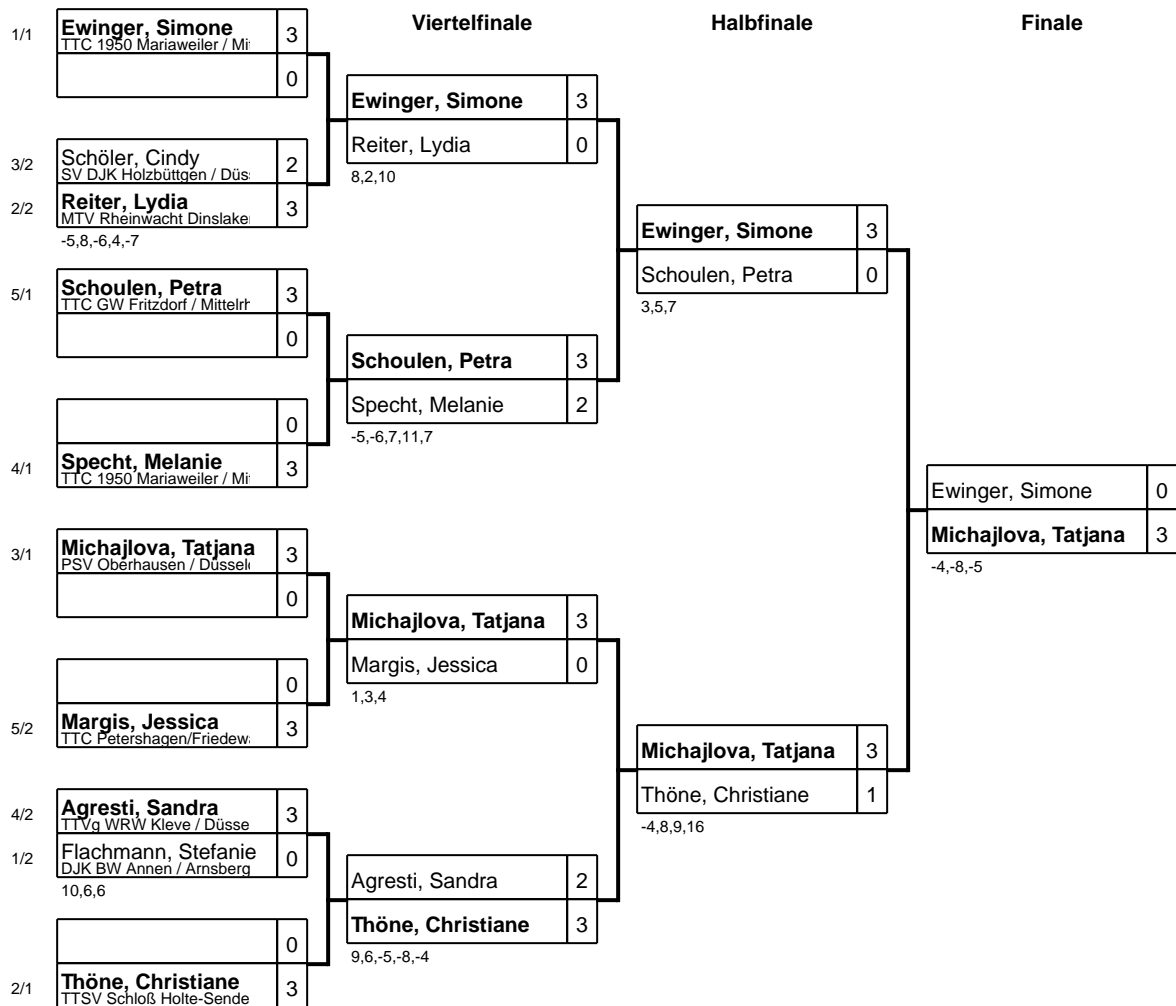 Viertelfinale
Halbfinale
Finale
1/1
Ewinger, Simone 3
TTC 1950 Mariaweiler / Mit
0
3/2
Schöler, Cindy 2
SV DJK Holzbüttgen / Düs
2/2
Reiter, Lydia 3
MTV Rheinwacht Dinslake
-5,8,-6,4,-7
5/1
Schoulen, Petra 3
TTC GW Fritzdorf / Mittelrh
0
0
4/1
Specht, Melanie 3
TTC 1950 Mariaweiler / Mit
3/1
Michajlova, Tatjana 3
PSV Oberhausen / Düssel
0
0
5/2
Margis, Jessica 3
TTC Petershagen/Friedew
4/2
Agresti, Sandra 3
TTVg WRW Kleve / Düsse
1/2
Flachmann, Stefanie 0
DJK BW Annen / Arnsberg
10,6,6
0
2/1
Thöne, Christiane 3
TTSV Schloß Holte-Sende
Ewinger, Simone 3
Reiter, Lydia 0
8,2,10
Schoulen, Petra 3
Specht, Melanie 2
-5,-6,7,11,7
Michajlova, Tatjana 3
Margis, Jessica 0
1,3,4
Agresti, Sandra 2
Thöne, Christiane 3
9,6,-5,-8,-4
Ewinger, Simone 3
Schoulen, Petra 0
3,5,7
Michajlova, Tatjana 3
Thöne, Christiane 1
-4,8,9,16
Ewinger, Simone 0
Michajlova, Tatjana 3
-4,-8,-5